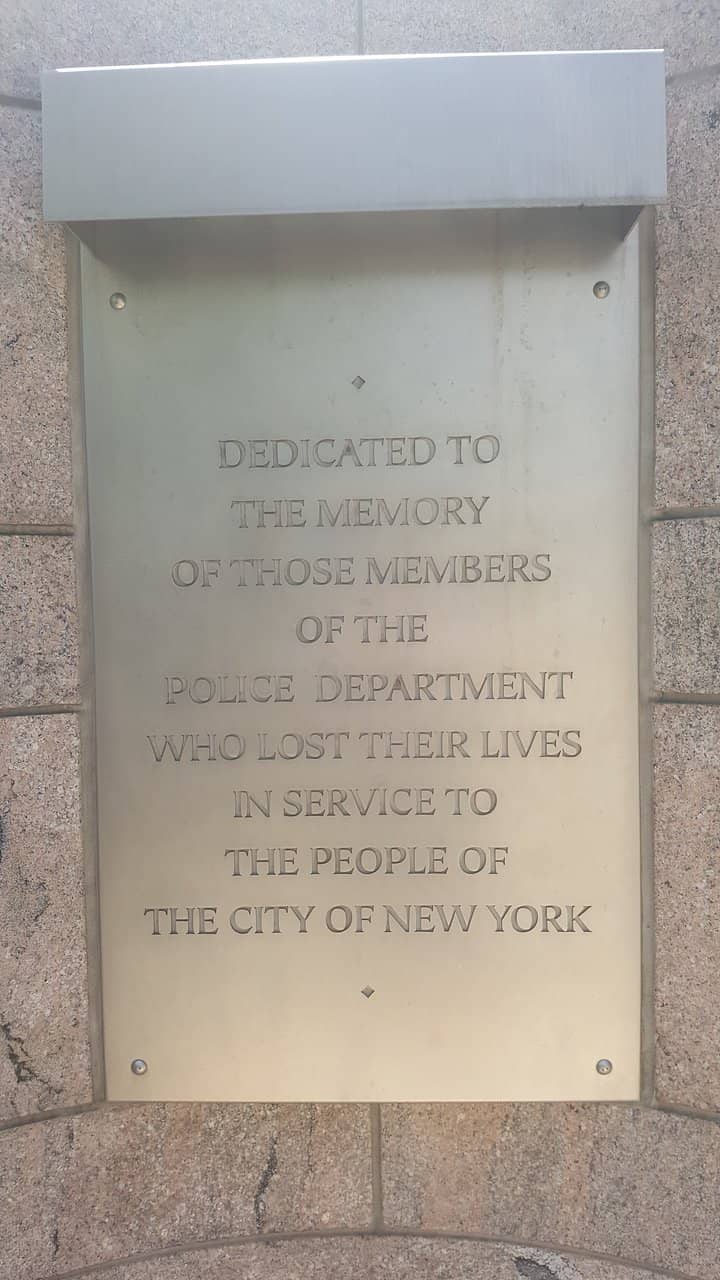 DEDICATED TO
THE MEMORY
OF THOSE MEMBERS
OF THE
POLICE DEPARTMENT
WHO LOST THEIR LIVES
IN SERVICE TO
THE PEOPLE OF
THE CITY OF NEW YORK